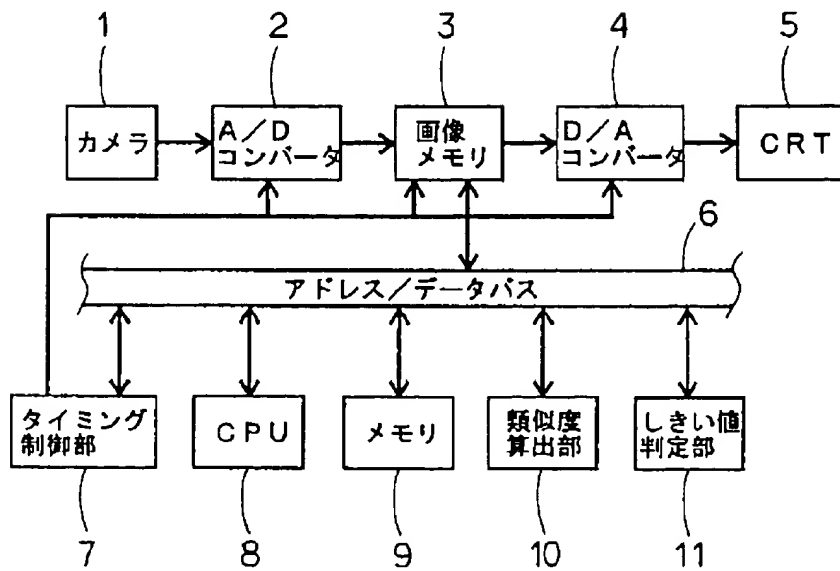 1
2
3
4
5
カメラ
A/D
コンバータ
画像
メモリ
D/A
コンバータ
CRT
6
アドレス/データバス
タイミング
制御部
CPU
メモリ
類似度
算出部
しきい値
判定部
7
8
9
10
11